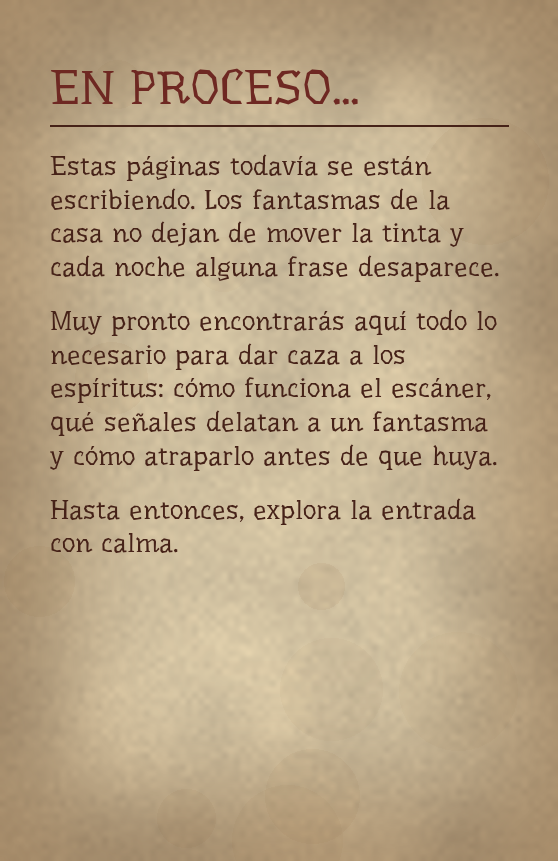 EN PROCESO...
Estas páginas todavía se están
escribiendo. Los fantasmas de la
casa no dejan de mover la tinta y
cada noche alguna frase desaparece.
Muy pronto encontrarás aquí todo lo
necesario para dar caza a los
espíritus: cómo funciona el escáner,
qué señales delatan a un fantasma
y cómo atraparlo antes de que huya.
Hasta entonces, explora la entrada
con calma.